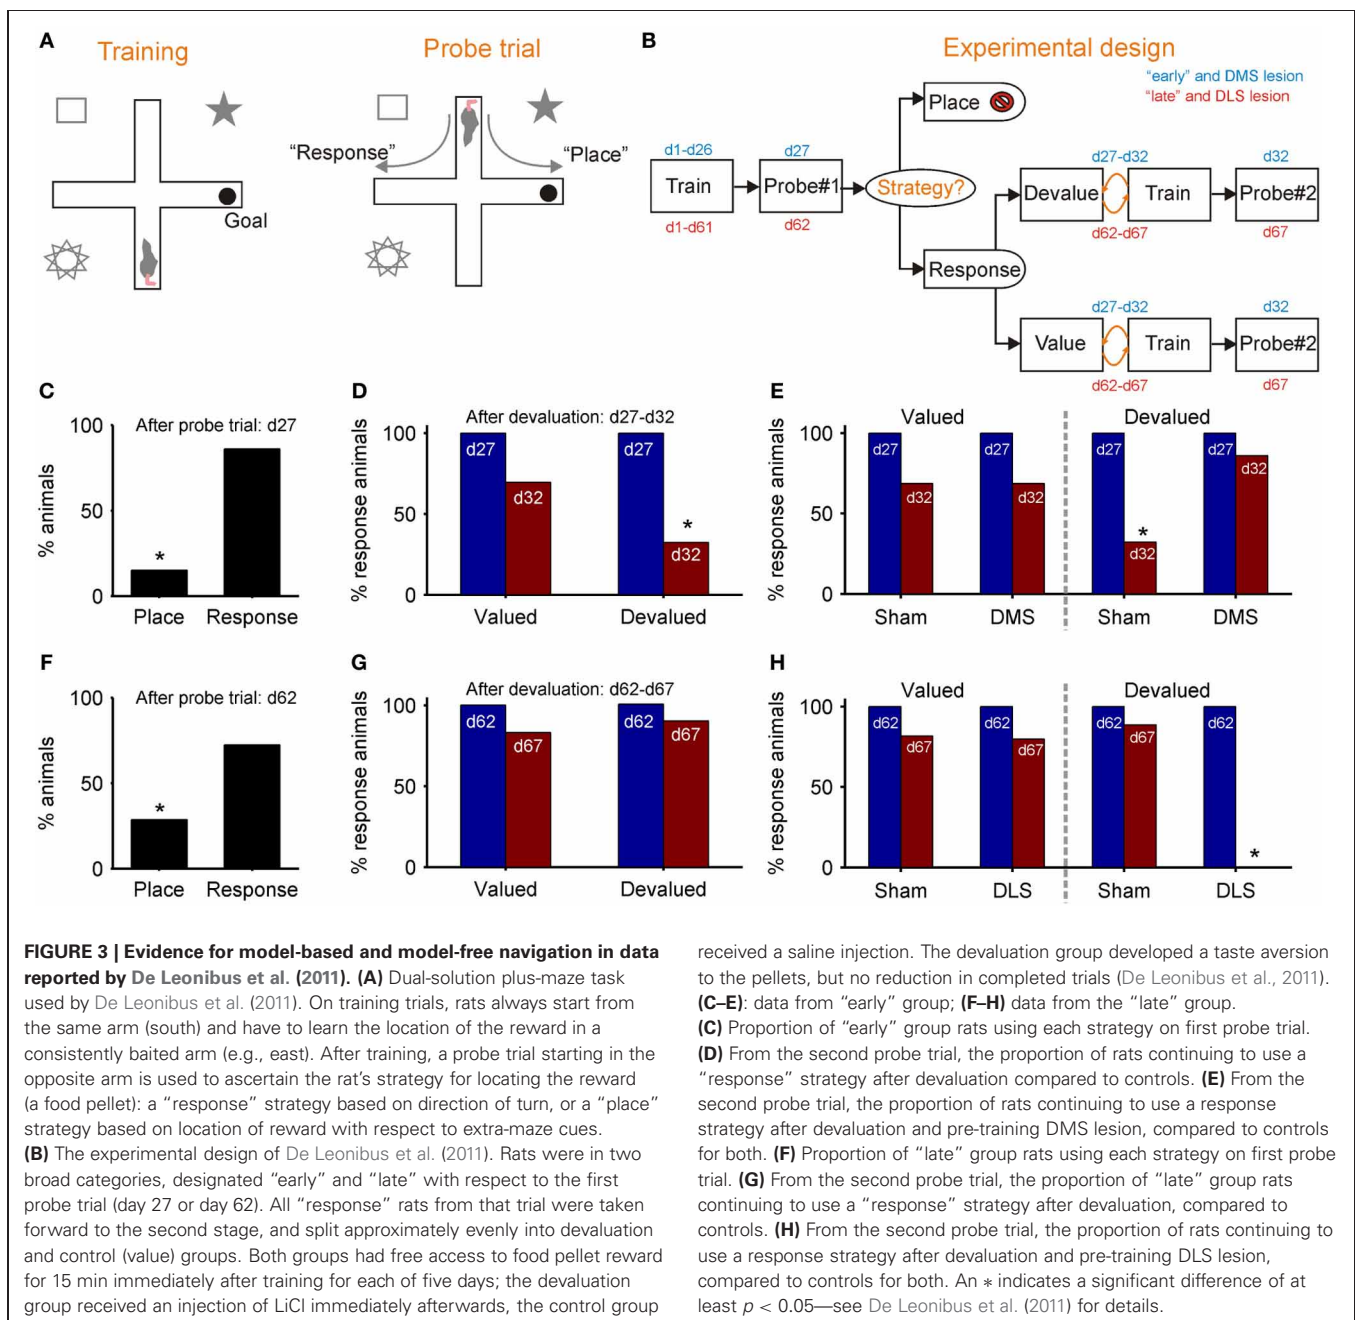 A
Training
Probe trial
"Response"
"Place"
Goal
B
Experimental design
"early" and DMS lesion
"late" and DLS lesion
Place
d1-d26
d27
d27-d32
d32
Train
Probe#1
Strategy?
Devalue
Train
Probe#2
d1-d61
d62
d62-d67
d67
Response
d27-d32
d32
Value
Train
Probe#2
d62-d67
d67
C
After probe trial: d27
% animals
100
50
0
*
Place
Response
D
After devaluation: d27-d32
% response animals
100
50
0
d27
d32
d27
*
d32
Valued
Devalued
E
Valued
Devalued
% response animals
100
50
0
d27
d32
d27
d32
d27
*
d32
d27
d32
Sham
DMS
Sham
DMS
F
After probe trial: d62
% animals
100
50
0
*
Place
Response
G
After devaluation: d62-d67
% response animals
100
50
0
d62
d67
d62
d67
Valued
Devalued
H
Valued
Devalued
% response animals
100
50
0
d62
d67
d62
d67
d62
d67
d62
*
Sham
DLS
Sham
DLS
FIGURE 3 | Evidence for model-based and model-free navigation in data
reported by De Leonibus et al. (2011). (A) Dual-solution plus-maze task
used by De Leonibus et al. (2011). On training trials, rats always start from
the same arm (south) and have to learn the location of the reward in a
consistently baited arm (e.g., east). After training, a probe trial starting in the
opposite arm is used to ascertain the rat's strategy for locating the reward
(a food pellet): a "response" strategy based on direction of turn, or a "place"
strategy based on location of reward with respect to extra-maze cues.
(B) The experimental design of De Leonibus et al. (2011). Rats were in two
broad categories, designated "early" and "late" with respect to the first
probe trial (day 27 or day 62). All "response" rats from that trial were taken
forward to the second stage, and split approximately evenly into devaluation
and control (value) groups. Both groups had free access to food pellet reward
for 15 min immediately after training for each of five days; the devaluation
group received an injection of LiCl immediately afterwards, the control group
received a saline injection. The devaluation group developed a taste aversion
to the pellets, but no reduction in completed trials (De Leonibus et al., 2011).
(C–E): data from "early" group; (F–H) data from the "late" group.
(C) Proportion of "early" group rats using each strategy on first probe trial.
(D) From the second probe trial, the proportion of rats continuing to use a
"response" strategy after devaluation compared to controls. (E) From the
second probe trial, the proportion of rats continuing to use a response
strategy after devaluation and pre-training DMS lesion, compared to controls
for both. (F) Proportion of "late" group rats using each strategy on first probe
trial. (G) From the second probe trial, the proportion of "late" group rats
continuing to use a "response" strategy after devaluation, compared to
controls. (H) From the second probe trial, the proportion of rats continuing to
use a response strategy after devaluation and pre-training DLS lesion,
compared to controls for both. An * indicates a significant difference of at
least p < 0.05—see De Leonibus et al. (2011) for details.